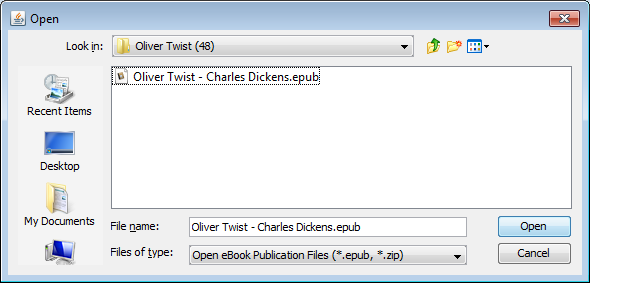 Open
Look in:
Oliver Twist (48)
Oliver Twist - Charles Dickens.epub
Recent Items
Desktop
My Documents
File name:
Oliver Twist - Charles Dickens.epub
Open
Files of type:
Open eBook Publication Files (*.epub, *.zip)
Cancel